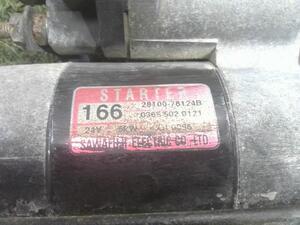 STARTER
166 28100-78124B
0365 502 0121
24V
SAWAFUJI ELECTRIC CO.,LTD